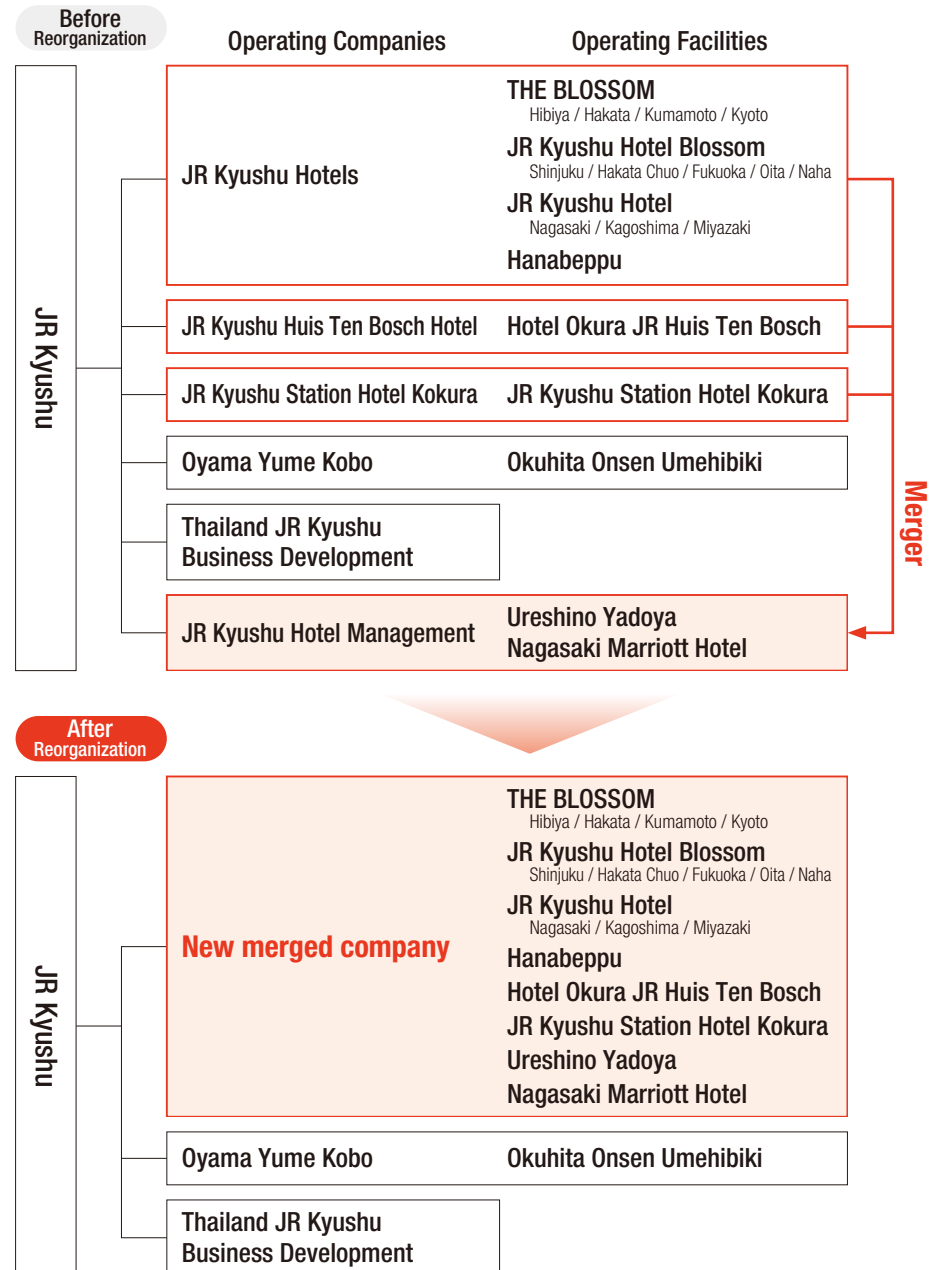 Before
Reorganization
Operating Companies
Operating Facilities
JR Kyushu
JR Kyushu Hotels
THE BLOSSOM
Hibiya / Hakata / Kumamoto / Kyoto
JR Kyushu Hotel Blossom
Shinjuku / Hakata Chuo / Fukuoka / Oita / Naha
JR Kyushu Hotel
Nagasaki / Kagoshima / Miyazaki
Hanabeppu
JR Kyushu Huis Ten Bosch Hotel
Hotel Okura JR Huis Ten Bosch
JR Kyushu Station Hotel Kokura
JR Kyushu Station Hotel Kokura
Oyama Yume Kobo
Okuhita Onsen Umehibiki
Thailand JR Kyushu
Business Development
JR Kyushu Hotel Management
Ureshino Yadoya
Nagasaki Marriott Hotel
Merger
After
Reorganization
JR Kyushu
New merged company
THE BLOSSOM
Hibiya / Hakata / Kumamoto / Kyoto
JR Kyushu Hotel Blossom
Shinjuku / Hakata Chuo / Fukuoka / Oita / Naha
JR Kyushu Hotel
Nagasaki / Kagoshima / Miyazaki
Hanabeppu
Hotel Okura JR Huis Ten Bosch
JR Kyushu Station Hotel Kokura
Ureshino Yadoya
Nagasaki Marriott Hotel
Oyama Yume Kobo
Okuhita Onsen Umehibiki
Thailand JR Kyushu
Business Development